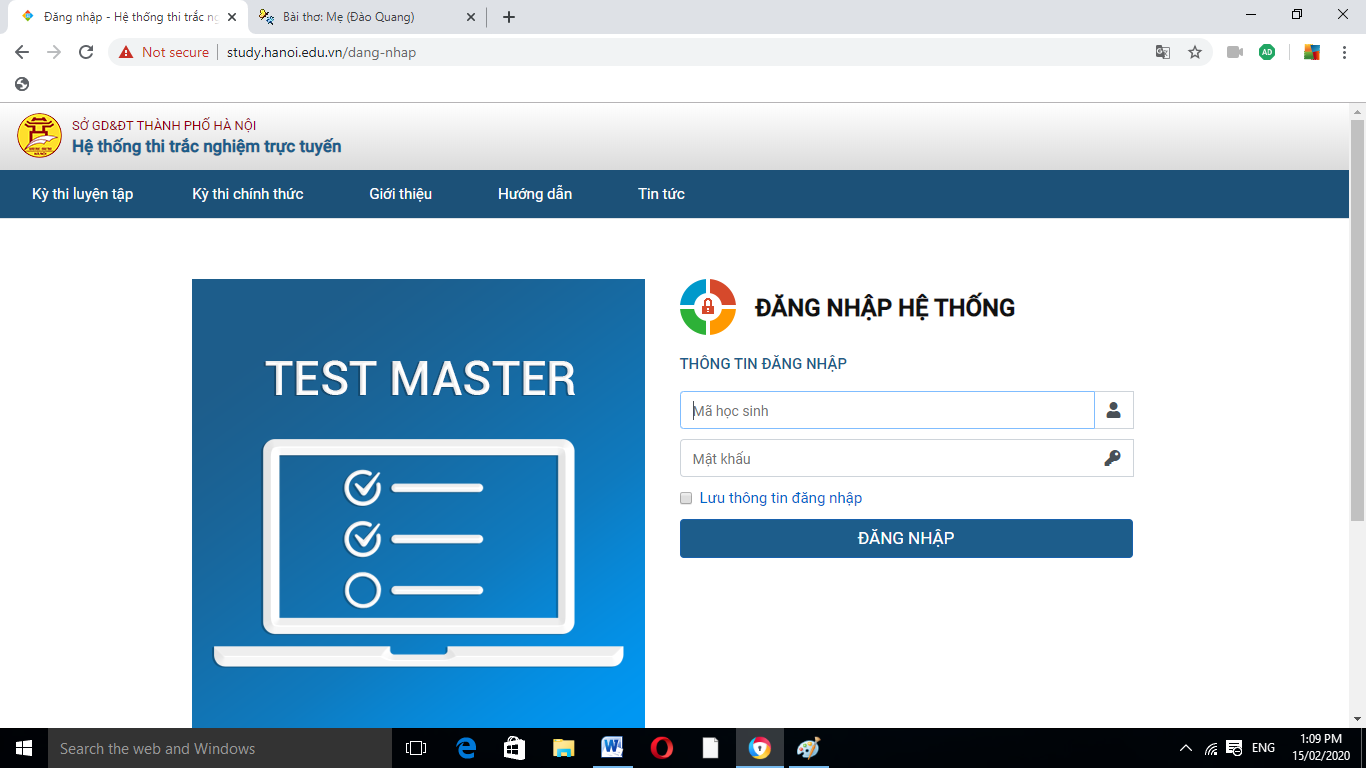 Đăng nhập - Hệ thống thi trắc ng
Bài thơ: Mẹ (Đào Quang)
Not secure
study.hanoi.edu.vn/dang-nhap
AD
SỞ GD&ĐT THÀNH PHỐ HÀ NỘI
Hệ thống thi trắc nghiệm trực tuyến
Kỳ thi luyện tập
Kỳ thi chính thức
Giới thiệu
Hướng dẫn
Tin tức
TEST MASTER
ĐĂNG NHẬP HỆ THỐNG
THÔNG TIN ĐĂNG NHẬP
Mã học sinh
Mật khẩu
Lưu thông tin đăng nhập
ĐĂNG NHẬP
Search the web and Windows
ENG
1:09 PM
15/02/2020